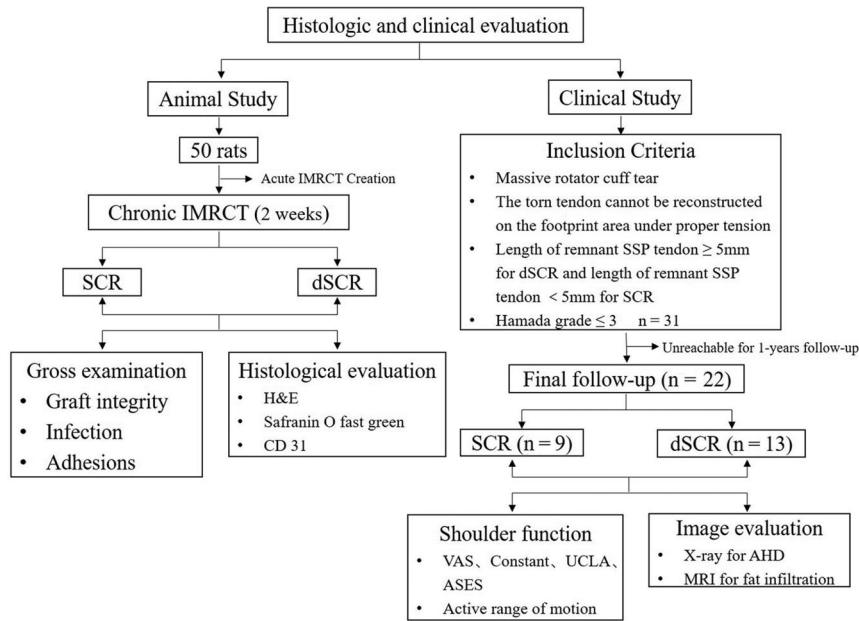 Histologic and clinical evaluation
Animal Study
50 rats
Acute IMRCT Creation
Chronic IMRCT (2 weeks)
SCR
dSCR
Gross examination
• Graft integrity
• Infection
• Adhesions
Histological evaluation
• H&E
• Safranin O fast green
• CD 31
Clinical Study
Inclusion Criteria
• Massive rotator cuff tear
• The torn tendon cannot be reconstructed
on the footprint area under proper tension
• Length of remnant SSP tendon ≥ 5mm
for dSCR and length of remnant SSP
tendon < 5mm for SCR
• Hamada grade ≤ 3 n = 31
Unreachable for 1-years follow-up
Final follow-up (n = 22)
SCR (n = 9)
dSCR (n = 13)
Shoulder function
• VAS、Constant、UCLA、
ASES
• Active range of motion
Image evaluation
• X-ray for AHD
• MRI for fat infiltration